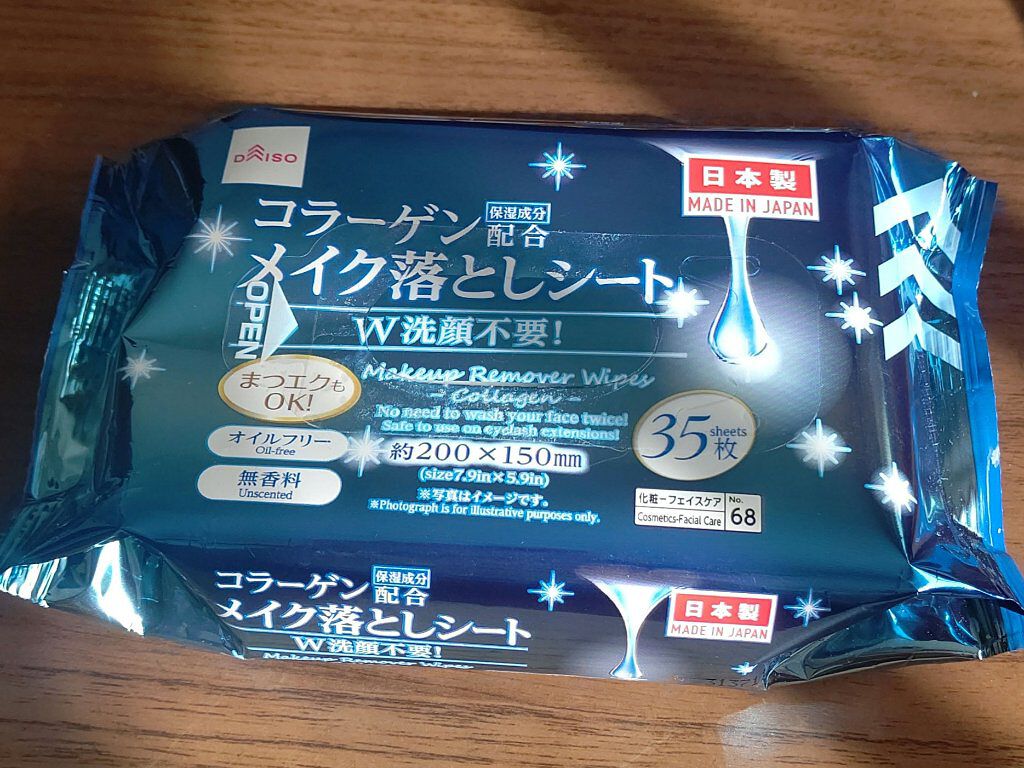 DAISO
日本製
MADE IN JAPAN
コラーゲン 保湿成分 配合
メイク落としシート
OPEN
W洗顔不要!
Makeup Remover Wipes
- Collagen -
No need to wash your face twice!
Safe to use on eyelash extensions!
まつエクも
OK!
オイルフリー
Oil-free
無香料
Unscented
約200×150mm
(size7.9in×5.9in)
※写真はイメージです。
※Photograph is for illustrative purposes only.
35 sheets 枚
化粧-フェイスケア
Cosmetics-Facial Care
No.
68
コラーゲン 保湿成分 配合
メイク落としシート
W洗顔不要!
Makeup Remover Wipes
日本製
MADE IN JAPAN